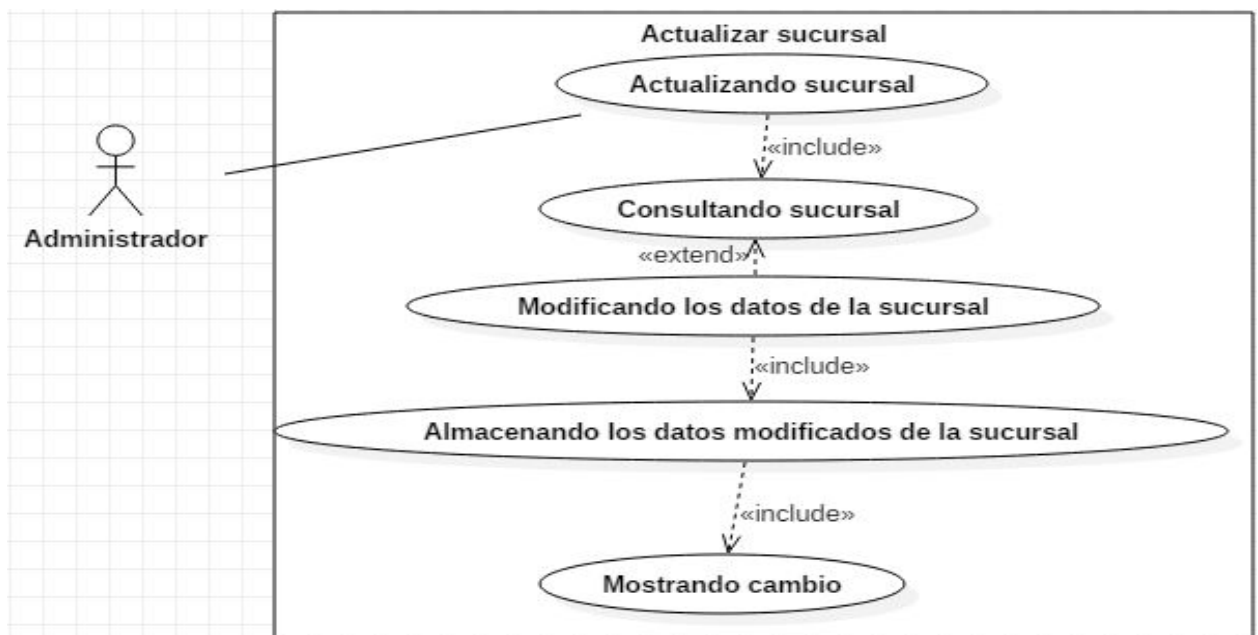 Actualizar sucursal
Actualizando sucursal
«include»
Administrador
Consultando sucursal
«extend»
Modificando los datos de la sucursal
«include»
Almacenando los datos modificados de la sucursal
«include»
Mostrando cambio